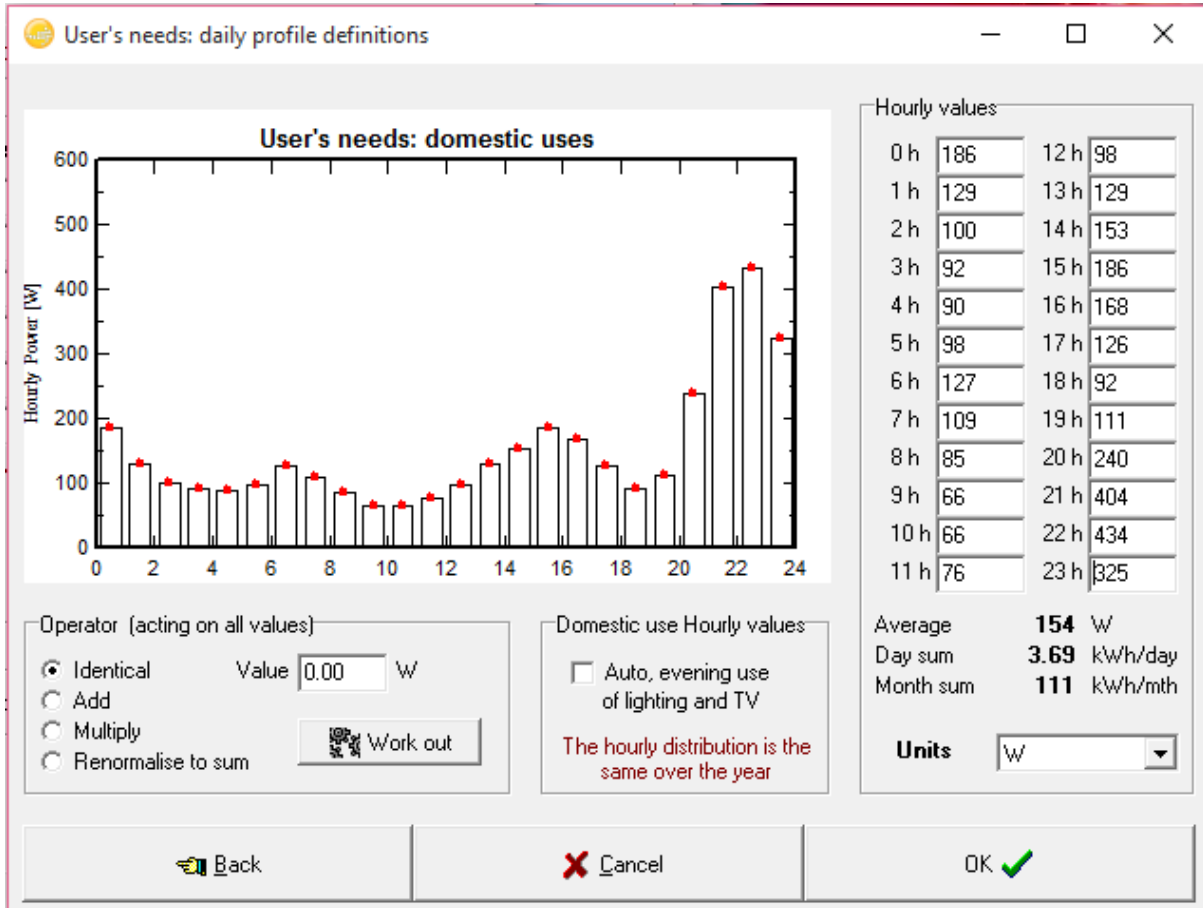 User's needs: daily profile definitions
User's needs: domestic uses
Hourly Power [W]
600
500
400
300
200
100
0
0 2 4 6 8 10 12 14 16 18 20 22 24
Hourly values
0 h 186 12 h 98
1 h 129 13 h 129
2 h 100 14 h 153
3 h 92 15 h 186
4 h 90 16 h 168
5 h 98 17 h 126
6 h 127 18 h 92
7 h 109 19 h 111
8 h 85 20 h 240
9 h 66 21 h 404
10 h 66 22 h 434
11 h 76 23 h 325
Average 154 W
Day sum 3.69 kWh/day
Month sum 111 kWh/mth
Units W
Operator (acting on all values)
Identical Value 0.00 W
Add
Multiply
Renormalise to sum
Work out
Domestic use Hourly values
Auto, evening use
of lighting and TV
The hourly distribution is the
same over the year
Back Cancel OK